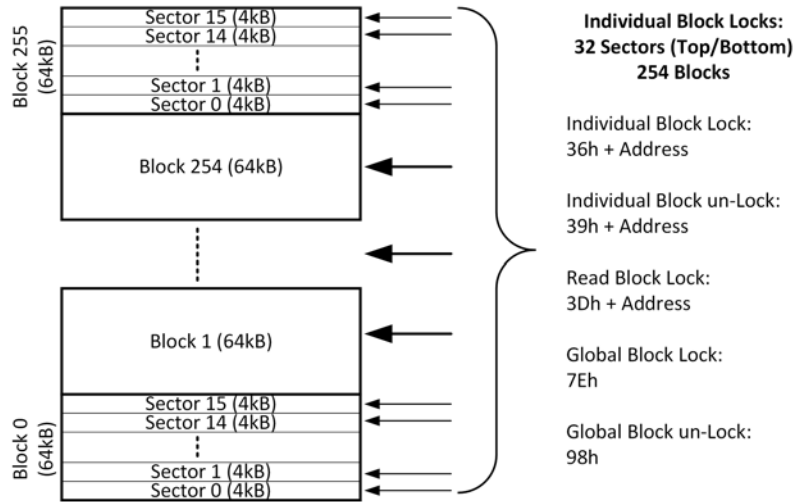 Block 255
(64kB)
Sector 15 (4kB)
Sector 14 (4kB)
Sector 1 (4kB)
Sector 0 (4kB)
Block 254 (64kB)
Block 1 (64kB)
Block 0
(64kB)
Sector 15 (4kB)
Sector 14 (4kB)
Sector 1 (4kB)
Sector 0 (4kB)
Individual Block Locks:
32 Sectors (Top/Bottom)
254 Blocks
Individual Block Lock:
36h + Address
Individual Block un-Lock:
39h + Address
Read Block Lock:
3Dh + Address
Global Block Lock:
7Eh
Global Block un-Lock:
98h